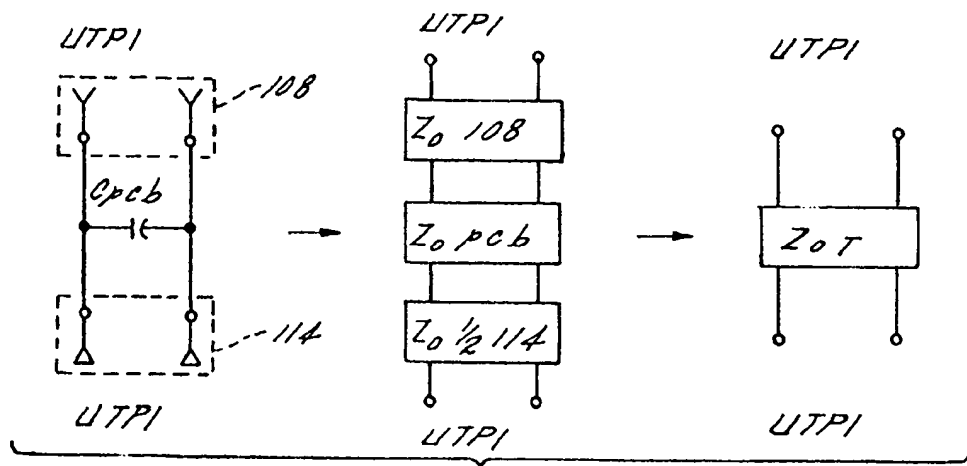 UTP1
108
Cpcb
114
UTP1
UTP1
Z0 108
Z0 pcb
Z0 1/2 114
UTP1
UTP1
Z0 T
UTP1